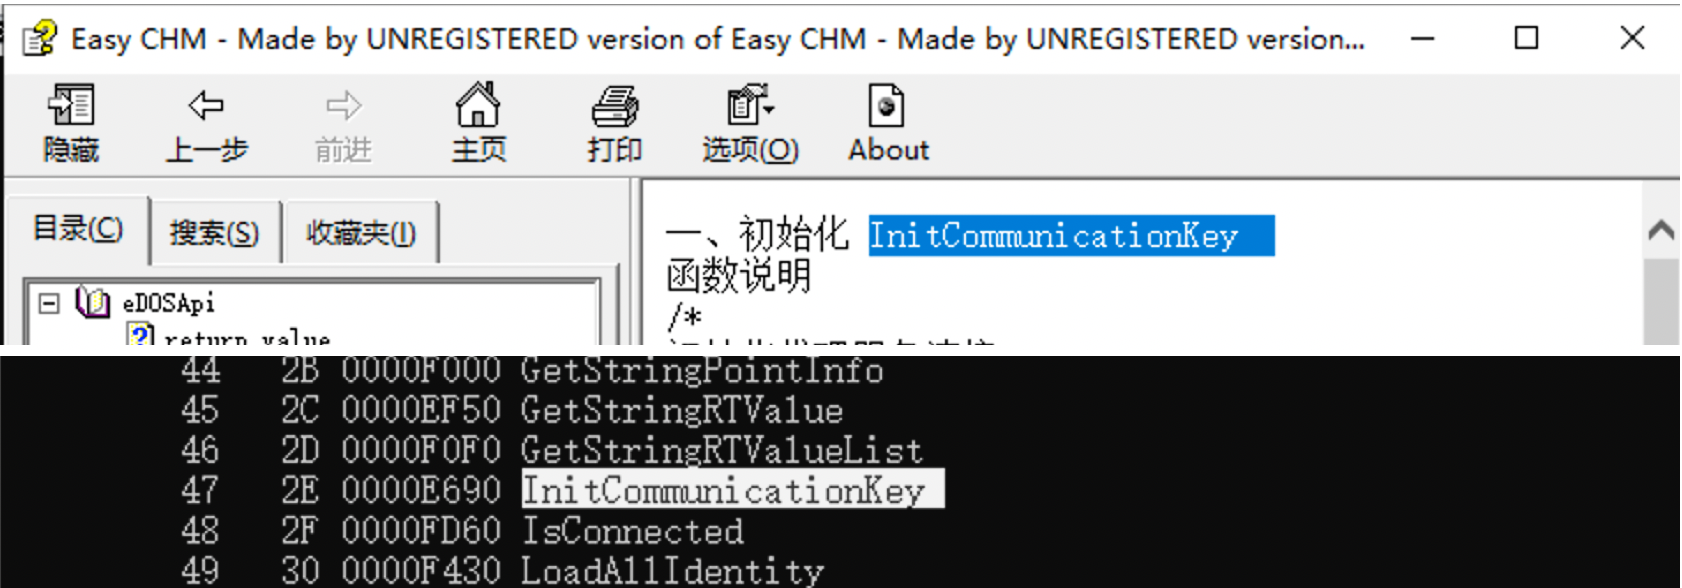 Easy CHM - Made by UNREGISTERED version of Easy CHM - Made by UNREGISTERED version...
隐藏 上一步 前进 主页 打印 选项(O) About
目录(C) 搜索(S) 收藏夹(I)
eDOSApi
return value
一、初始化 InitCommunicationKey
函数说明
/*
44 2B 0000F000 GetStringPointInfo
45 2C 0000EF50 GetStringRTValue
46 2D 0000F0F0 GetStringRTValueList
47 2E 0000E690 InitCommunicationKey
48 2F 0000FD60 IsConnected
49 30 0000F430 LoadAllIdentity